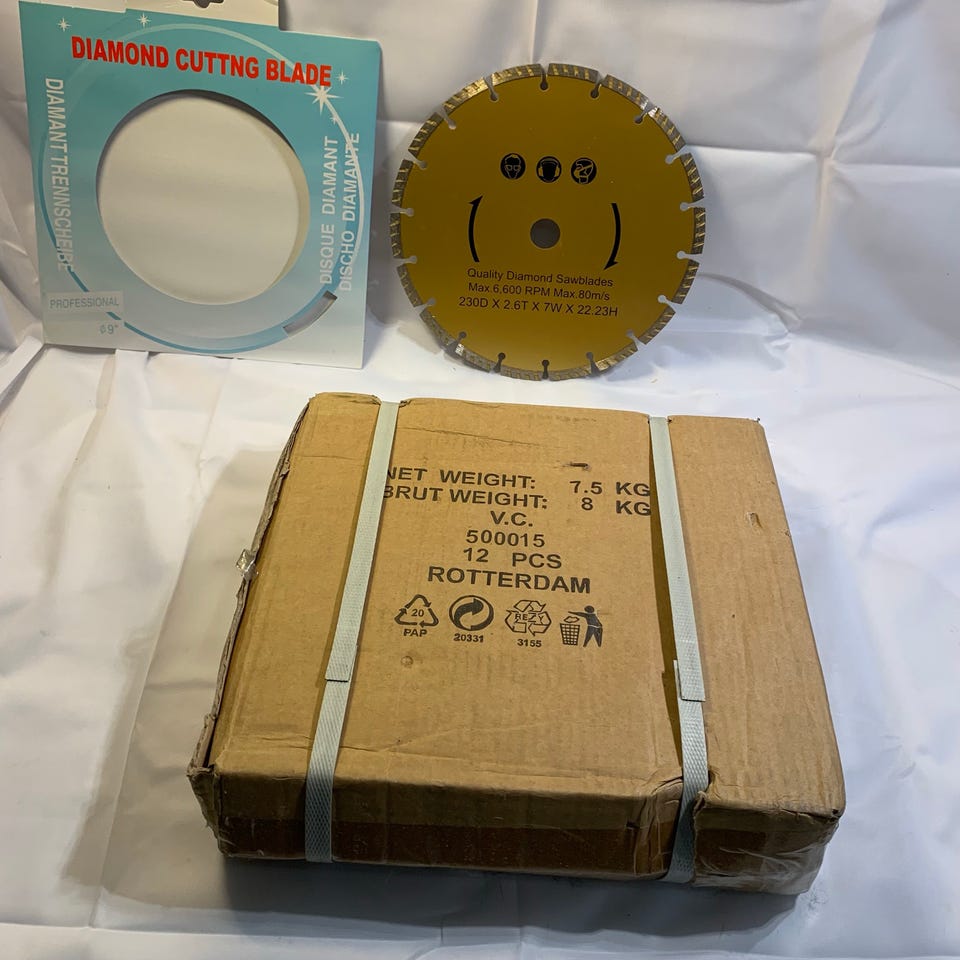 DIAMOND CUTTNG BLADE
DIAMANT TRENNSCHEIBE
DISQUE DIAMANT
DISCHO DIAMANTE
PROFESSIONAL
¢9"
Quality Diamond Sawblades
Max.6,600 RPM Max.80m/s
230D X 2.6T X 7W X 22.23H
NET WEIGHT: 7.5 KG
BRUT WEIGHT: 8 KG
V.C.
500015
12 PCS
ROTTERDAM
20
PAP
20331
REZY
3155